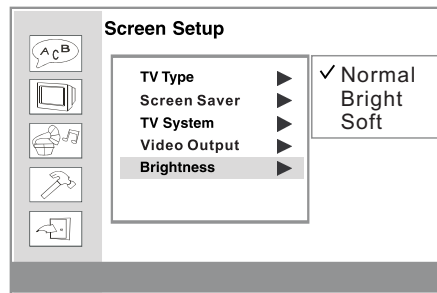 Screen Setup
A C B
TV Type
Screen Saver
TV System
Video Output
Brightness
✓ Normal
Bright
Soft